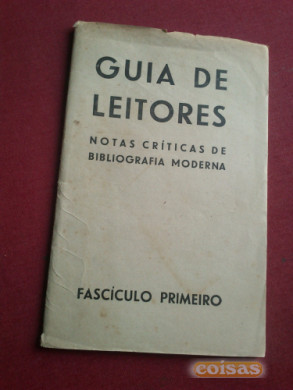 GUIA DE
LEITORES
NOTAS CRÍTICAS DE
BIBLIOGRAFIA MODERNA
FASCÍCULO PRIMEIRO
coisas